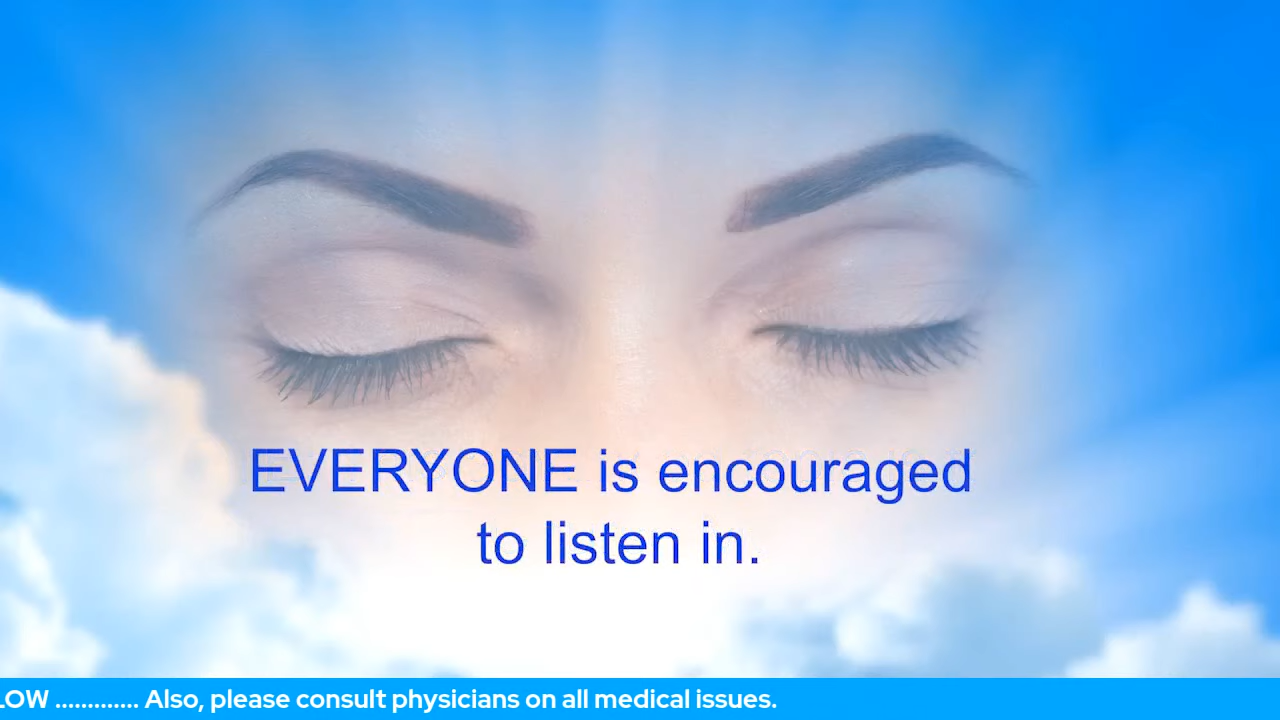 EVERYONE is encouraged
to listen in.
LOW ............. Also, please consult physicians on all medical issues.